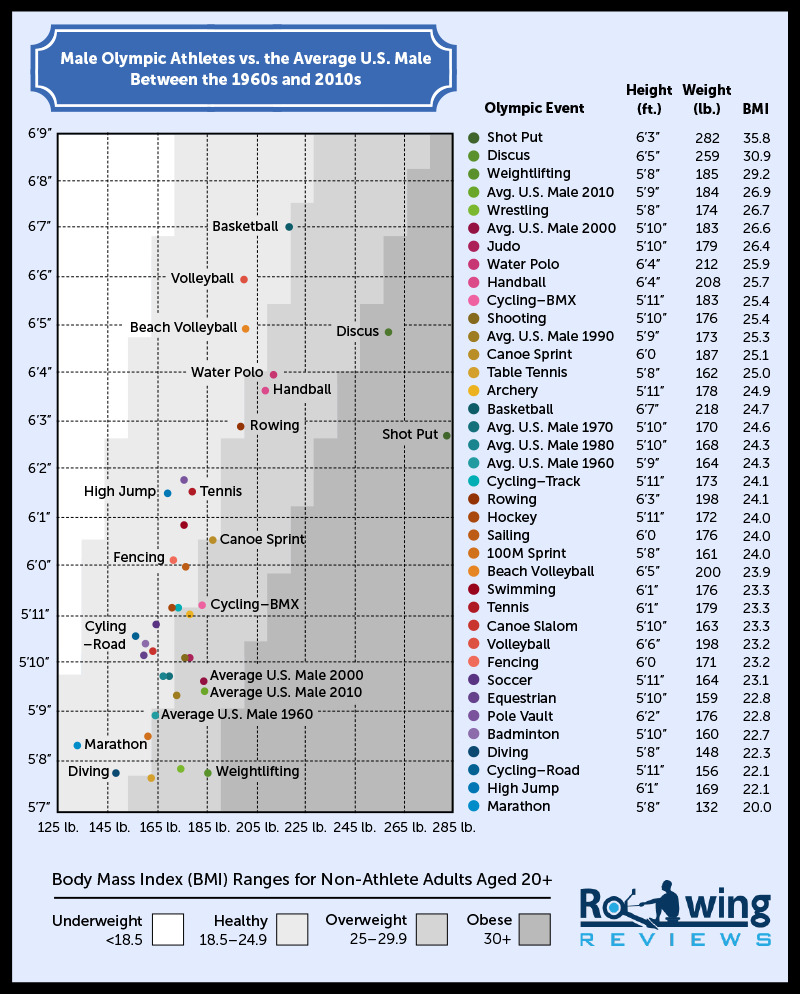 Male Olympic Athletes vs. the Average U.S. Male
Between the 1960s and 2010s
Olympic Event Height (ft.) Weight (lb.) BMI
Shot Put 6’3” 282 35.8
Discus 6’5” 259 30.9
Weightlifting 5’8” 185 29.2
Avg. U.S. Male 2010 5’9” 184 26.9
Wrestling 5’8” 174 26.7
Avg. U.S. Male 2000 5’10” 183 26.6
Judo 5’10” 179 26.4
Water Polo 6’4” 212 25.9
Handball 6’4” 208 25.7
Cycling–BMX 5’11” 183 25.4
Shooting 5’10” 176 25.4
Avg. U.S. Male 1990 5’9” 173 25.3
Canoe Sprint 6’0 187 25.1
Table Tennis 5’8” 162 25.0
Archery 5’11” 178 24.9
Basketball 6’7” 218 24.7
Avg. U.S. Male 1970 5’10” 170 24.6
Avg. U.S. Male 1980 5’10” 168 24.3
Avg. U.S. Male 1960 5’9” 164 24.3
Cycling–Track 5’11” 173 24.1
Rowing 6’3” 198 24.1
Hockey 5’11” 172 24.0
Sailing 6’0 176 24.0
100M Sprint 5’8” 161 24.0
Beach Volleyball 6’5” 200 23.9
Swimming 6’1” 176 23.3
Tennis 6’1” 179 23.3
Canoe Slalom 5’10” 163 23.3
Volleyball 6’6” 198 23.2
Fencing 6’0 171 23.2
Soccer 5’11” 164 23.1
Equestrian 5’10” 159 22.8
Pole Vault 6’2” 176 22.8
Badminton 5’10” 160 22.7
Diving 5’8” 148 22.3
Cycling–Road 5’11” 156 22.1
High Jump 6’1” 169 22.1
Marathon 5’8” 132 20.0
6’9”
6’8”
6’7”
6’6”
6’5”
6’4”
6’3”
6’2”
6’1”
6’0”
5’11”
5’10”
5’9”
5’8”
5’7”
Basketball
Volleyball
Beach Volleyball
Discus
Water Polo
Handball
Rowing
Shot Put
High Jump
Tennis
Canoe Sprint
Fencing
Cycling–BMX
Cyling
–Road
Average U.S. Male 2000
Average U.S. Male 2010
Average U.S. Male 1960
Marathon
Diving
Weightlifting
125 lb. 145 lb. 165 lb. 185 lb. 205 lb. 225 lb. 245 lb. 265 lb. 285 lb.
Body Mass Index (BMI) Ranges for Non-Athlete Adults Aged 20+
Underweight
<18.5
Healthy
18.5–24.9
Overweight
25–29.9
Obese
30+
Rowing
REVIEWS